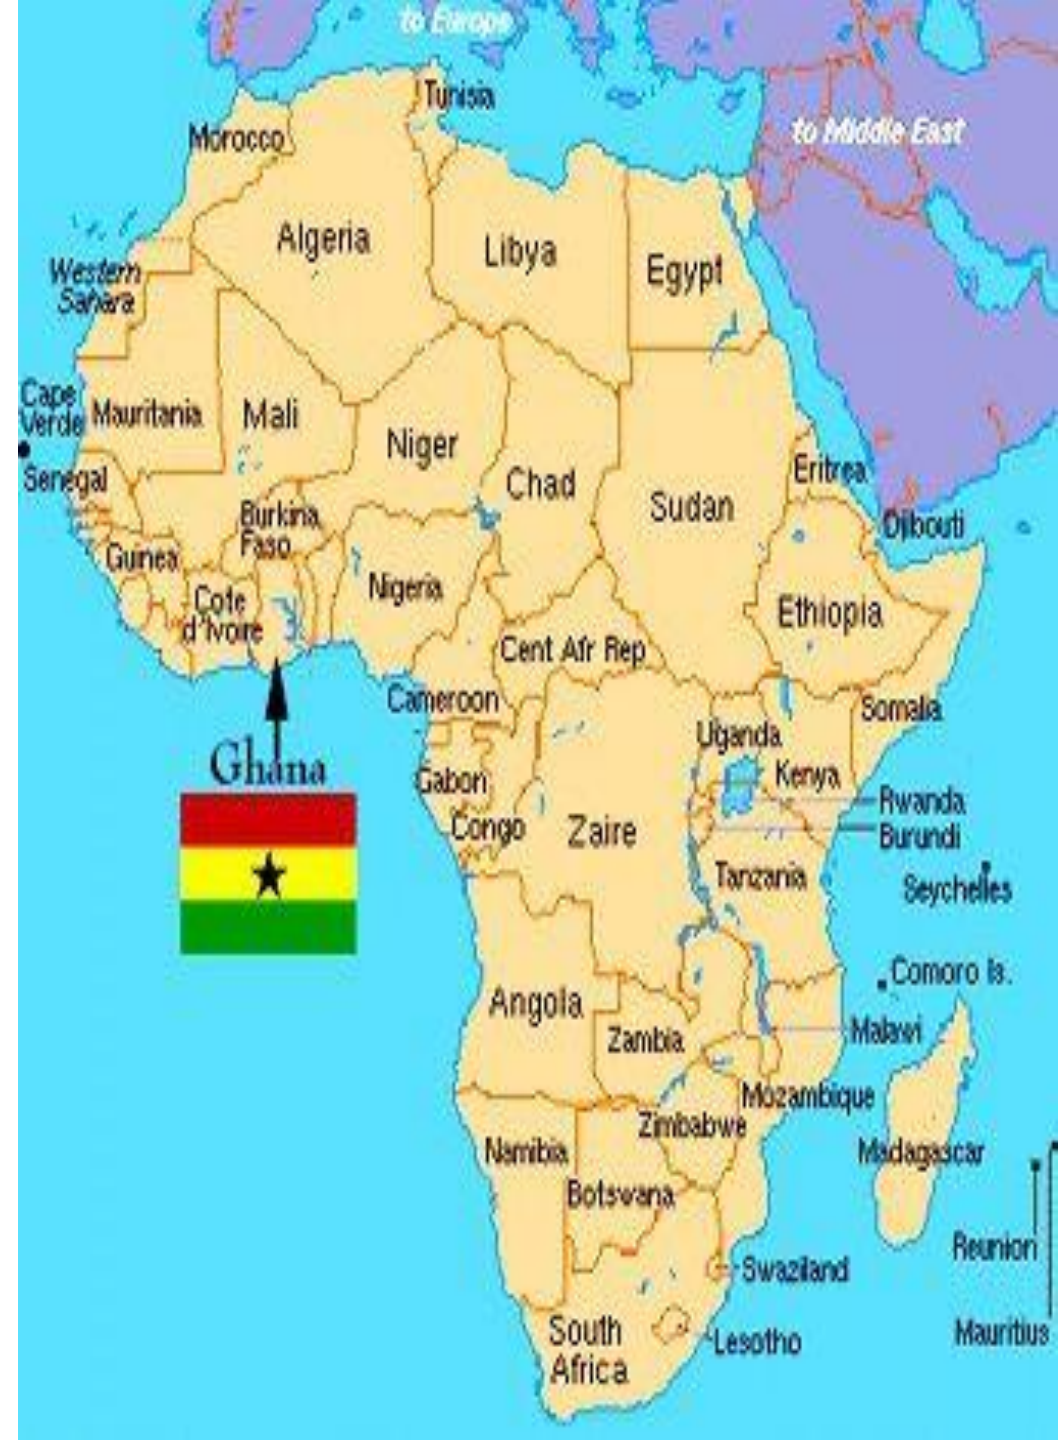 to Europe
Tunisia
to Middle East
Morocco
Algeria
Libya
Egypt
Western
Sahara
Cape
Verde
Mauritania
Mali
Niger
Chad
Sudan
Eritrea
Senegal
Burkina
Faso
Djibouti
Guinea
Nigeria
Cote
d'Ivoire
Ethiopia
Cent Afr Rep
Cameroon
Somalia
Uganda
Ghana
Gabon
Kenya
Rwanda
Congo
Zaire
Burundi
Tanzania
Seychelles
Comoro Is.
Angola
Zambia
Malawi
Mozambique
Zimbabwe
Namibia
Madagascar
Botswana
Reunion
Swaziland
South
Africa
Lesotho
Mauritius